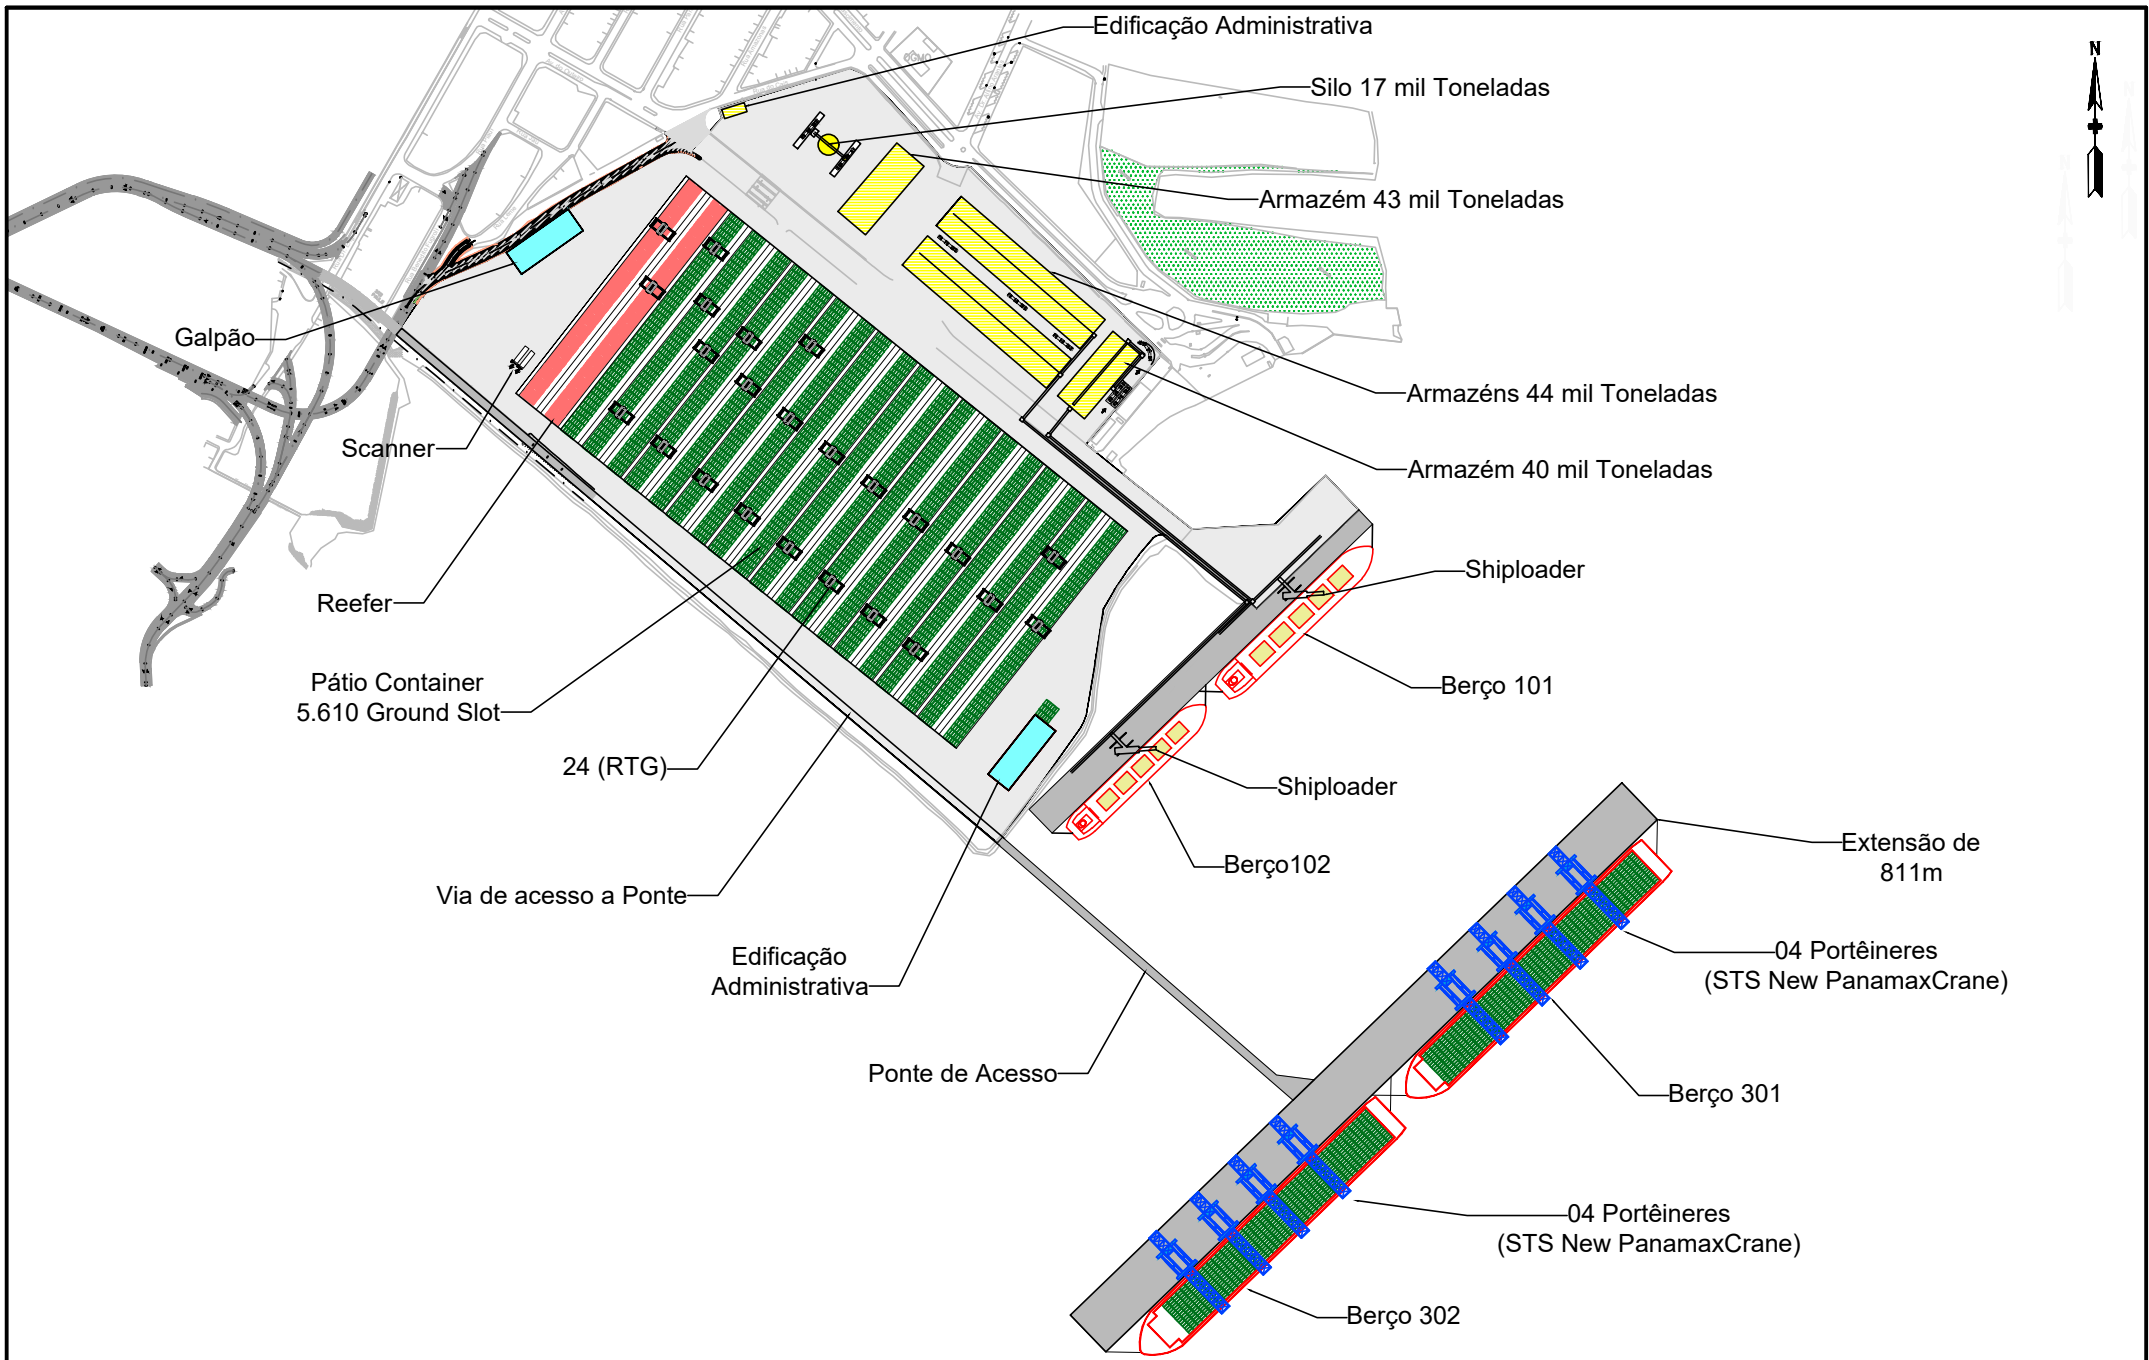 Edificação Administrativa
N
Silo 17 mil Toneladas
OGMO
Armazém 43 mil Toneladas
Galpão
Armazéns 44 mil Toneladas
Scanner
Armazém 40 mil Toneladas
Shiploader
Reefer
Pátio Container
5.610 Ground Slot
Berço 101
24 (RTG)
Shiploader
Berço102
Extensão de
811m
Via de acesso a Ponte
04 Portêineres
(STS New PanamaxCrane)
Edificação
Administrativa
Ponte de Acesso
Berço 301
04 Portêineres
(STS New PanamaxCrane)
Berço 302